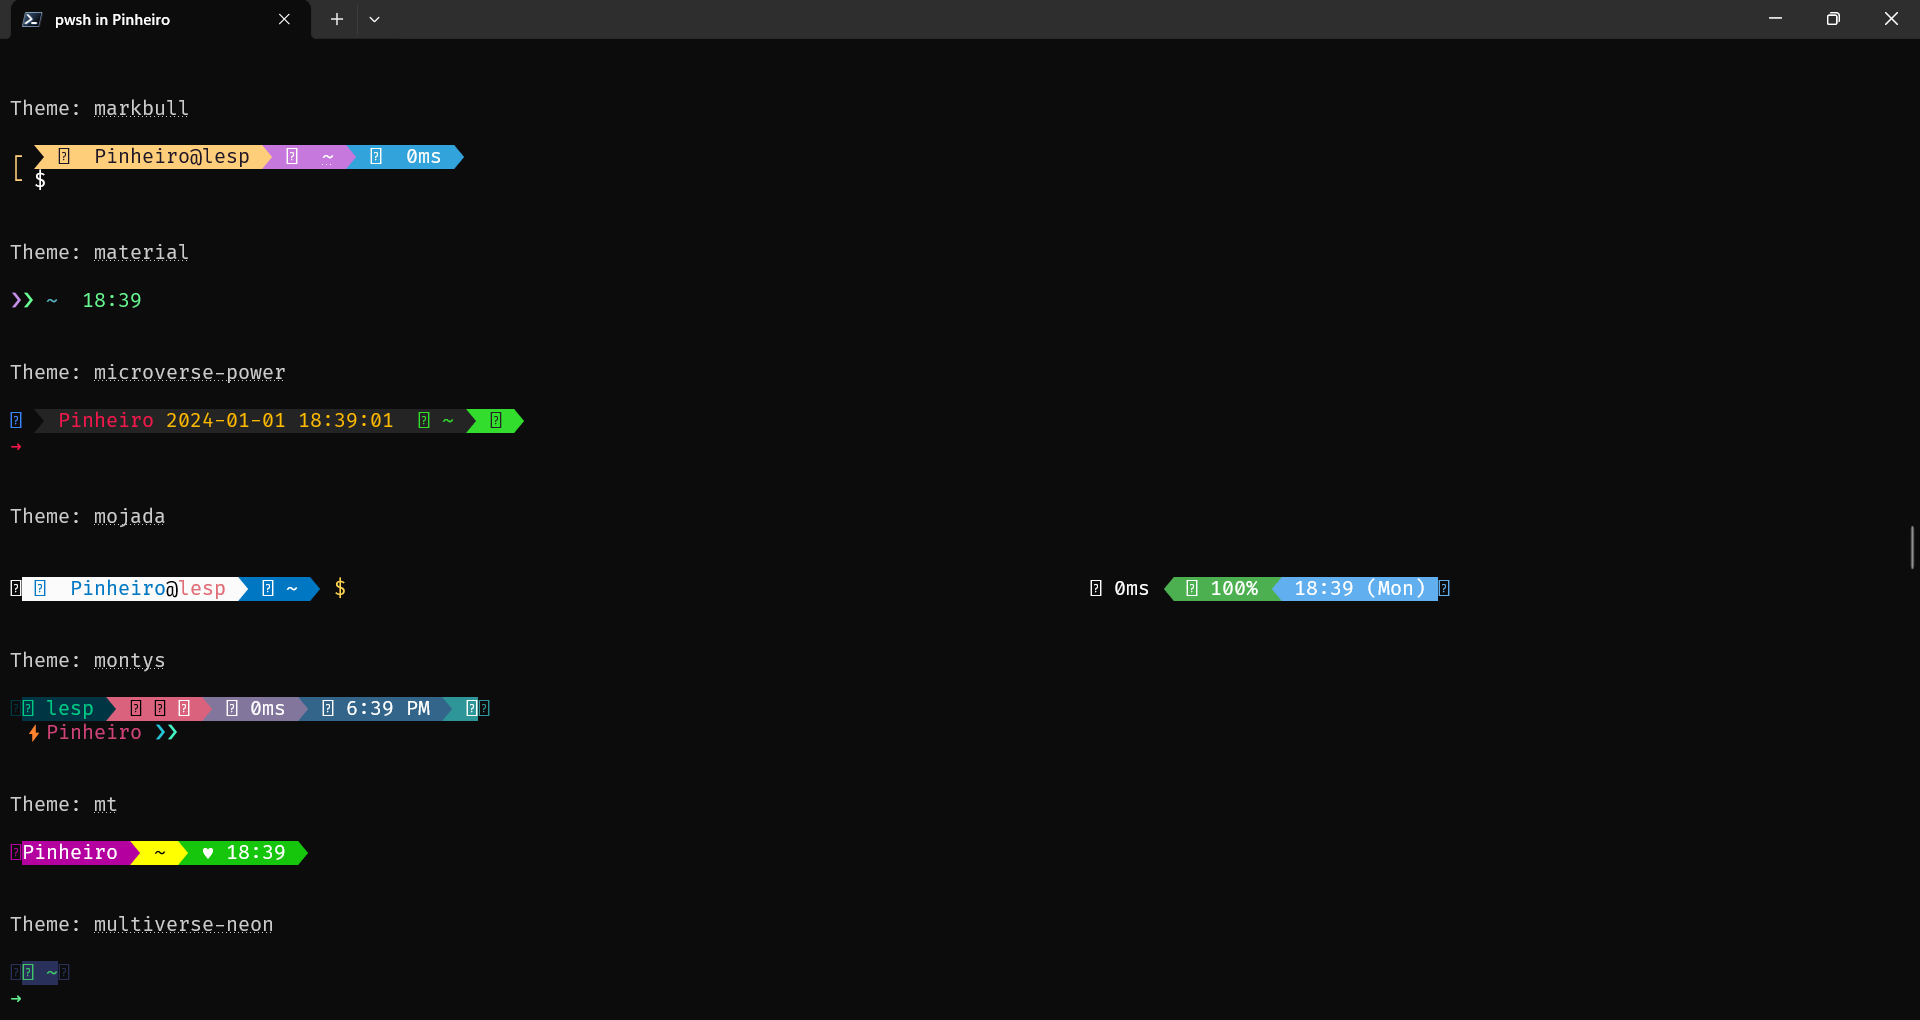 pwsh in Pinheiro
Theme: markbull
[ Pinheiro@lesp ~ 0ms
$
Theme: material
❯❯ ~ 18:39
Theme: microverse-power
Pinheiro 2024-01-01 18:39:01 ~
→
Theme: mojada
Pinheiro@lesp ~ $ 0ms 100% 18:39 (Mon)
Theme: montys
lesp 0ms 6:39 PM
Pinheiro ❯❯
Theme: mt
Pinheiro ~ ♥ 18:39
Theme: multiverse-neon
~
→